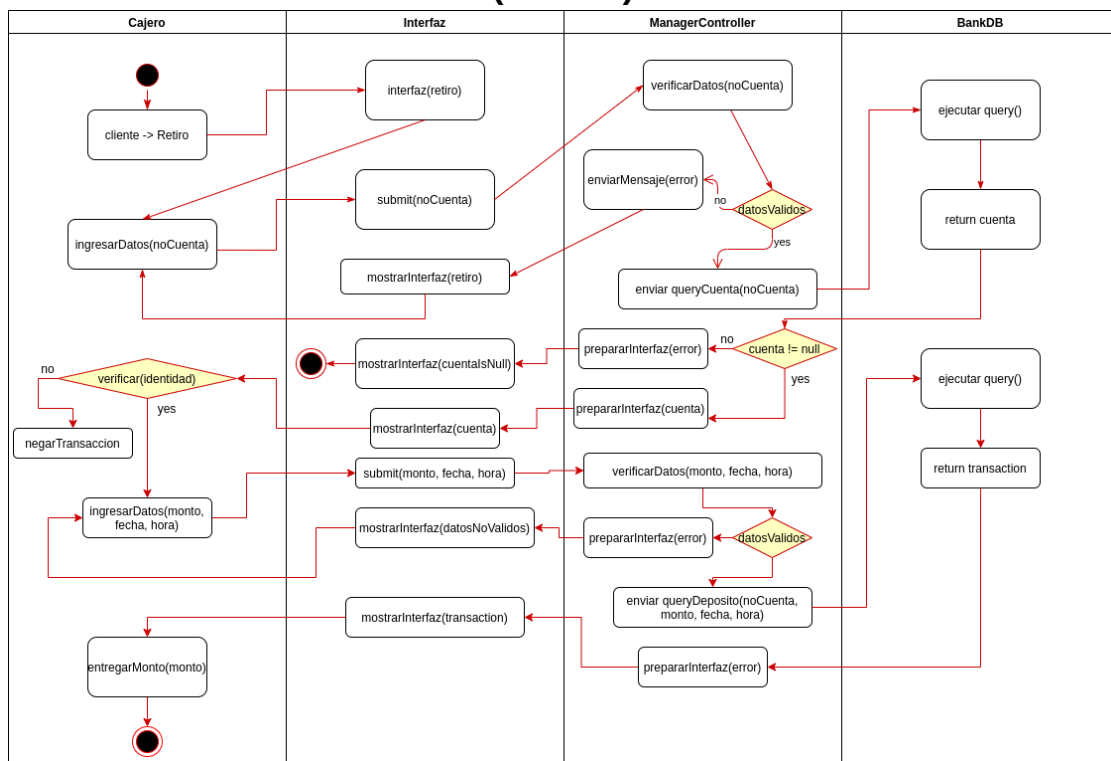 Cajero
Interfaz
ManagerController
BankDB
cliente -> Retiro
interfaz(retiro)
verificarDatos(noCuenta)
ejecutar query()
enviarMensaje(error)
no
datosValidos
yes
submit(noCuenta)
return cuenta
ingresarDatos(noCuenta)
mostrarInterfaz(retiro)
enviar queryCuenta(noCuenta)
mostrarInterfaz(cuentaIsNull)
prepararInterfaz(error)
no
cuenta != null
yes
ejecutar query()
no
verificar(identidad)
yes
negarTransaccion
mostrarInterfaz(cuenta)
prepararInterfaz(cuenta)
submit(monto, fecha, hora)
verificarDatos(monto, fecha, hora)
return transaction
ingresarDatos(monto,
fecha, hora)
mostrarInterfaz(datosNoValidos)
prepararInterfaz(error)
datosValidos
enviar queryDeposito(noCuenta,
monto, fecha, hora)
mostrarInterfaz(transaction)
entregarMonto(monto)
prepararInterfaz(error)